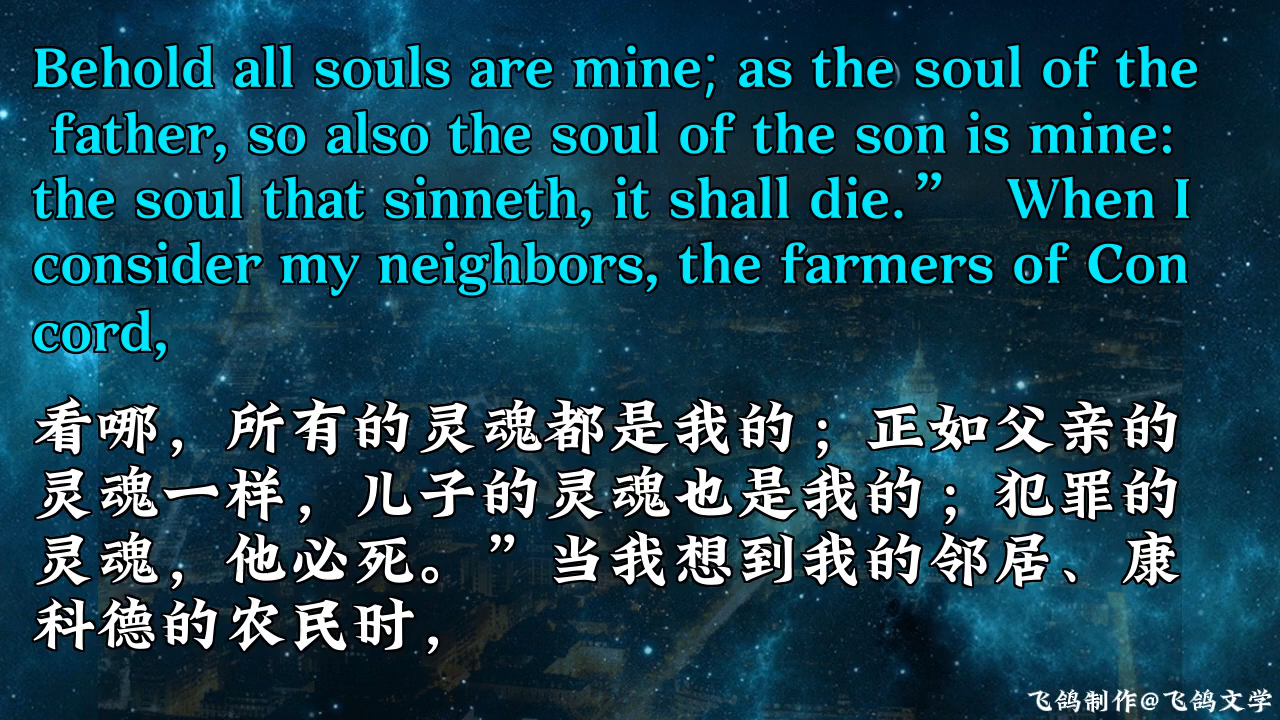 Behold all souls are mine; as the soul of the
father, so also the soul of the son is mine:
the soul that sinneth, it shall die.”  When I
consider my neighbors, the farmers of Con
cord,
看哪，所有的灵魂都是我的；正如父亲的
灵魂一样，儿子的灵魂也是我的；犯罪的
灵魂，他必死。”当我想到我的邻居、康
科德的农民时，
飞鸽制作@飞鸽文学